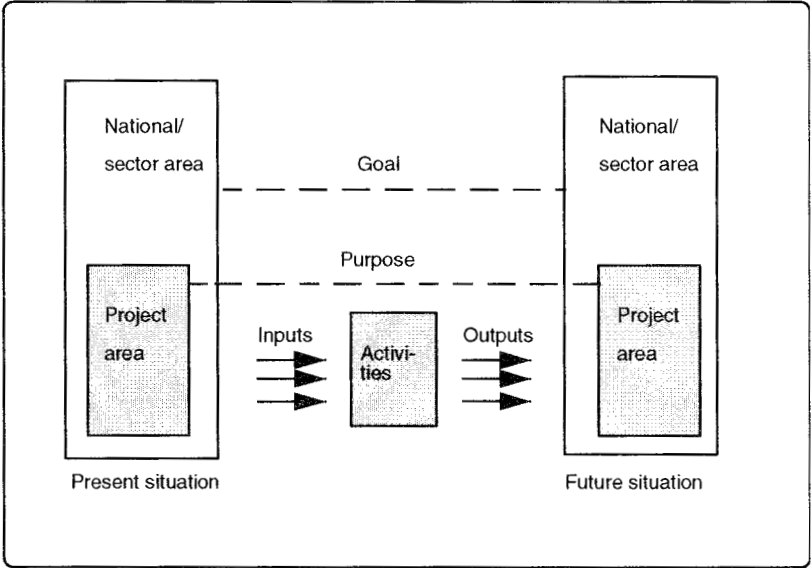 National/
sector area
Goal
National/
sector area
Purpose
Project
area
Inputs
Activi-
ties
Outputs
Project
area
Present situation
Future situation